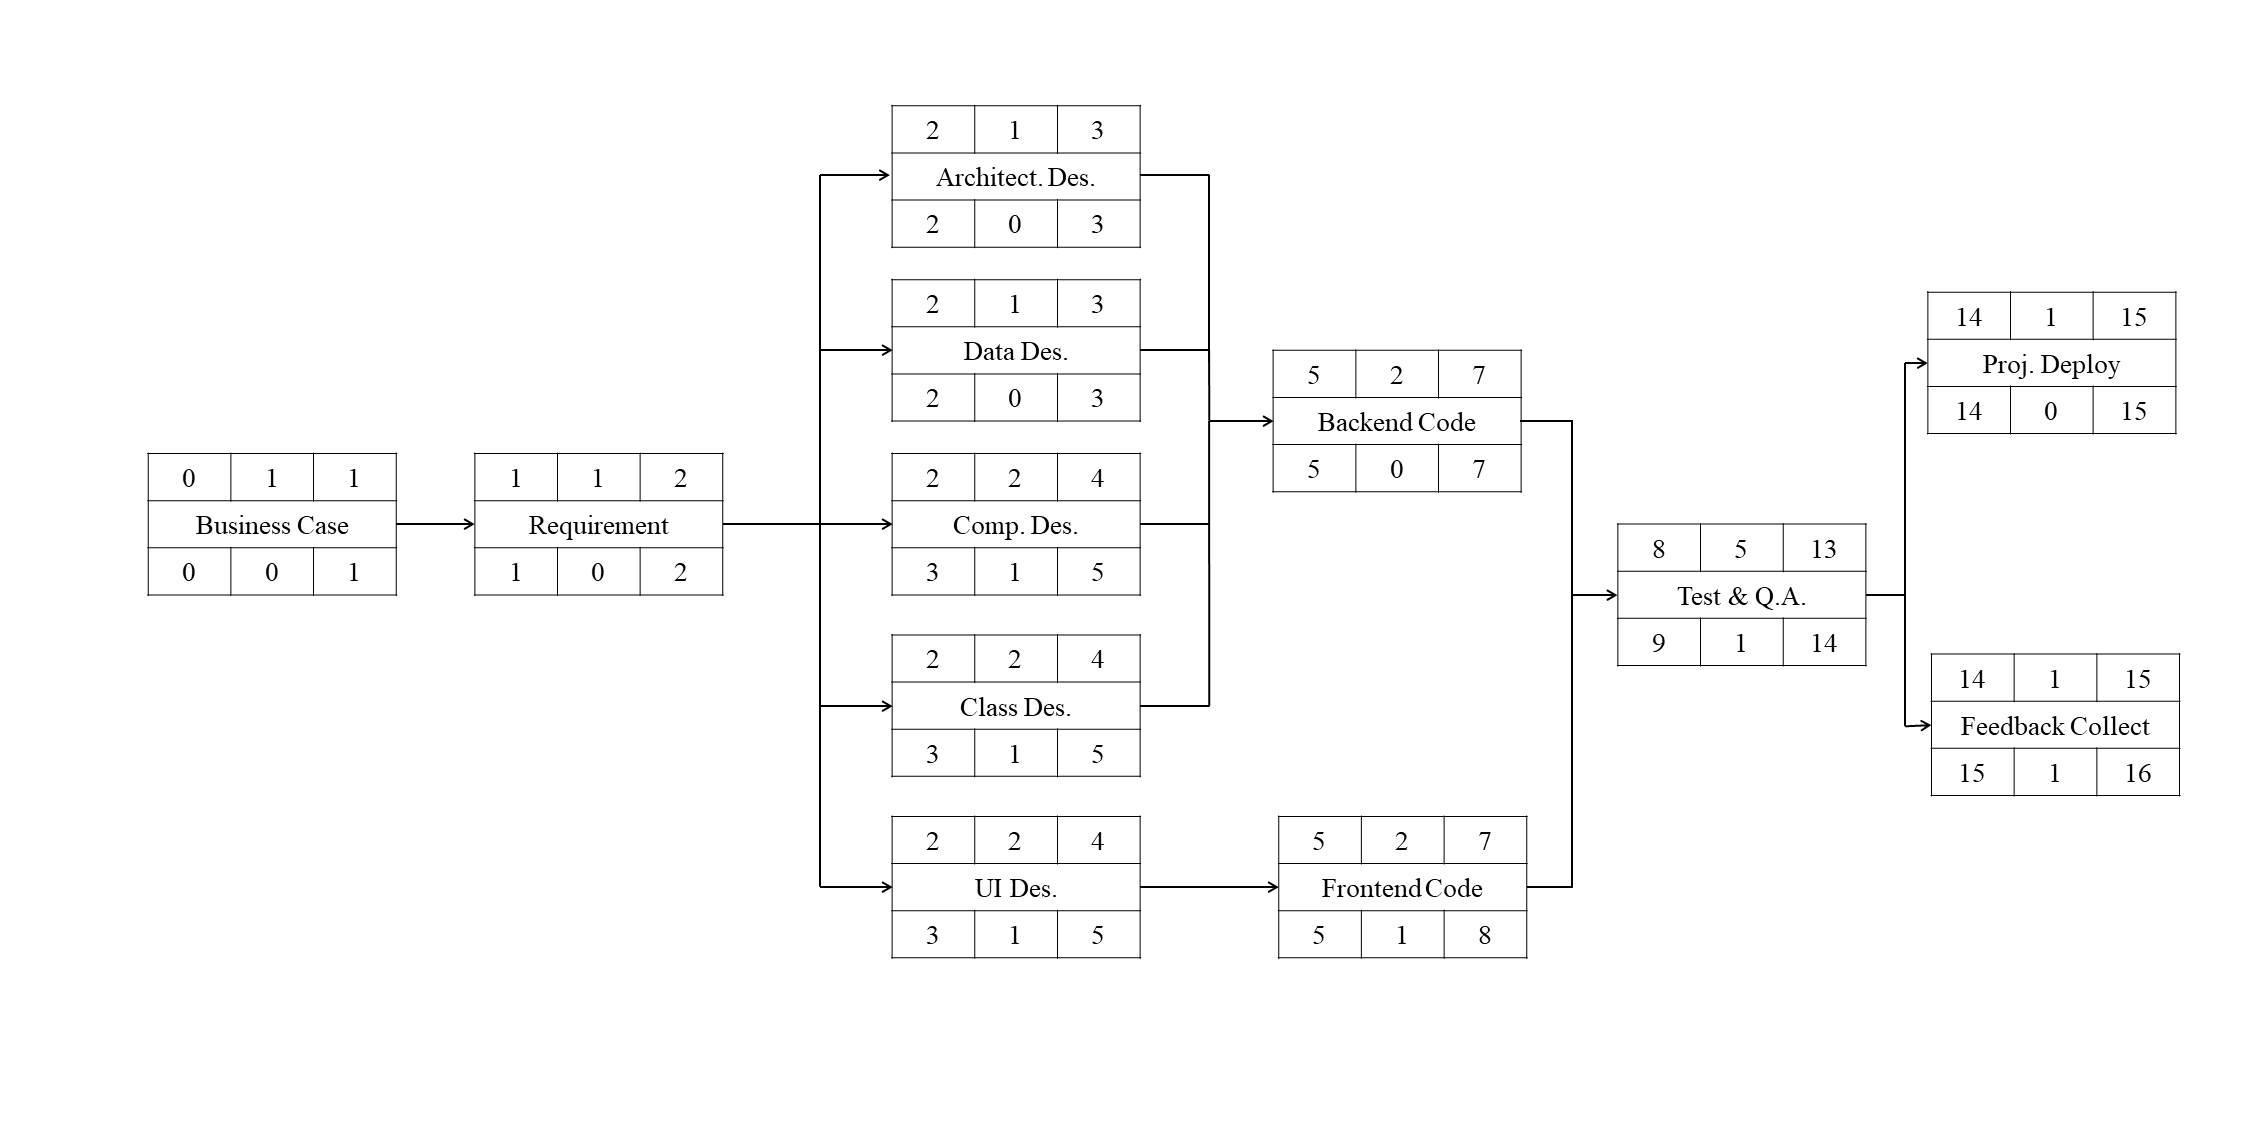 0 1 1
Business Case
0 0 1
1 1 2
Requirement
1 0 2
2 1 3
Architect. Des.
2 0 3
2 1 3
Data Des.
2 0 3
2 2 4
Comp. Des.
3 1 5
2 2 4
Class Des.
3 1 5
2 2 4
UI Des.
3 1 5
5 2 7
Backend Code
5 0 7
5 2 7
Frontend Code
5 1 8
8 5 13
Test & Q.A.
9 1 14
14 1 15
Proj. Deploy
14 0 15
14 1 15
Feedback Collect
15 1 16